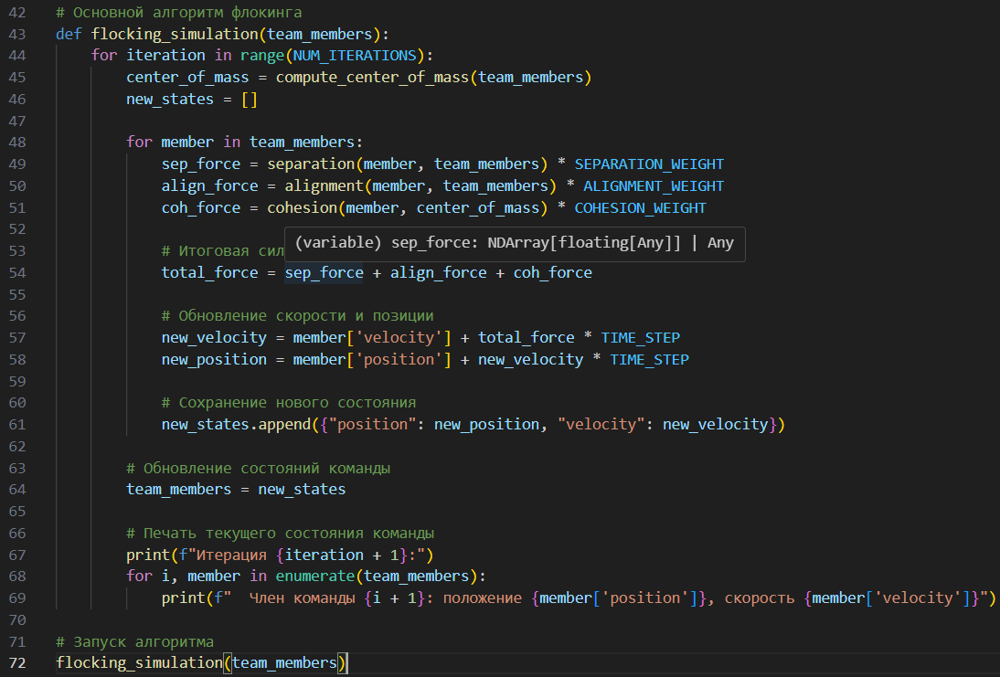 42 # Основной алгоритм флокинга
43 def flocking_simulation(team_members):
44 for iteration in range(NUM_ITERATIONS):
45 center_of_mass = compute_center_of_mass(team_members)
46 new_states = []
47
48 for member in team_members:
49 sep_force = separation(member, team_members) * SEPARATION_WEIGHT
50 align_force = alignment(member, team_members) * ALIGNMENT_WEIGHT
51 coh_force = cohesion(member, center_of_mass) * COHESION_WEIGHT
52
(variable) sep_force: NDArray[floating[Any]] | Any
53 # Итоговая сил
54 total_force = sep_force + align_force + coh_force
55
56 # Обновление скорости и позиции
57 new_velocity = member['velocity'] + total_force * TIME_STEP
58 new_position = member['position'] + new_velocity * TIME_STEP
59
60 # Сохранение нового состояния
61 new_states.append({"position": new_position, "velocity": new_velocity})
62
63 # Обновление состояний команды
64 team_members = new_states
65
66 # Печать текущего состояния команды
67 print(f"Итерация {iteration + 1}:")
68 for i, member in enumerate(team_members):
69 print(f"  Член команды {i + 1}: положение {member['position']}, скорость {member['velocity']}")
70
71 # Запуск алгоритма
72 flocking_simulation(team_members)